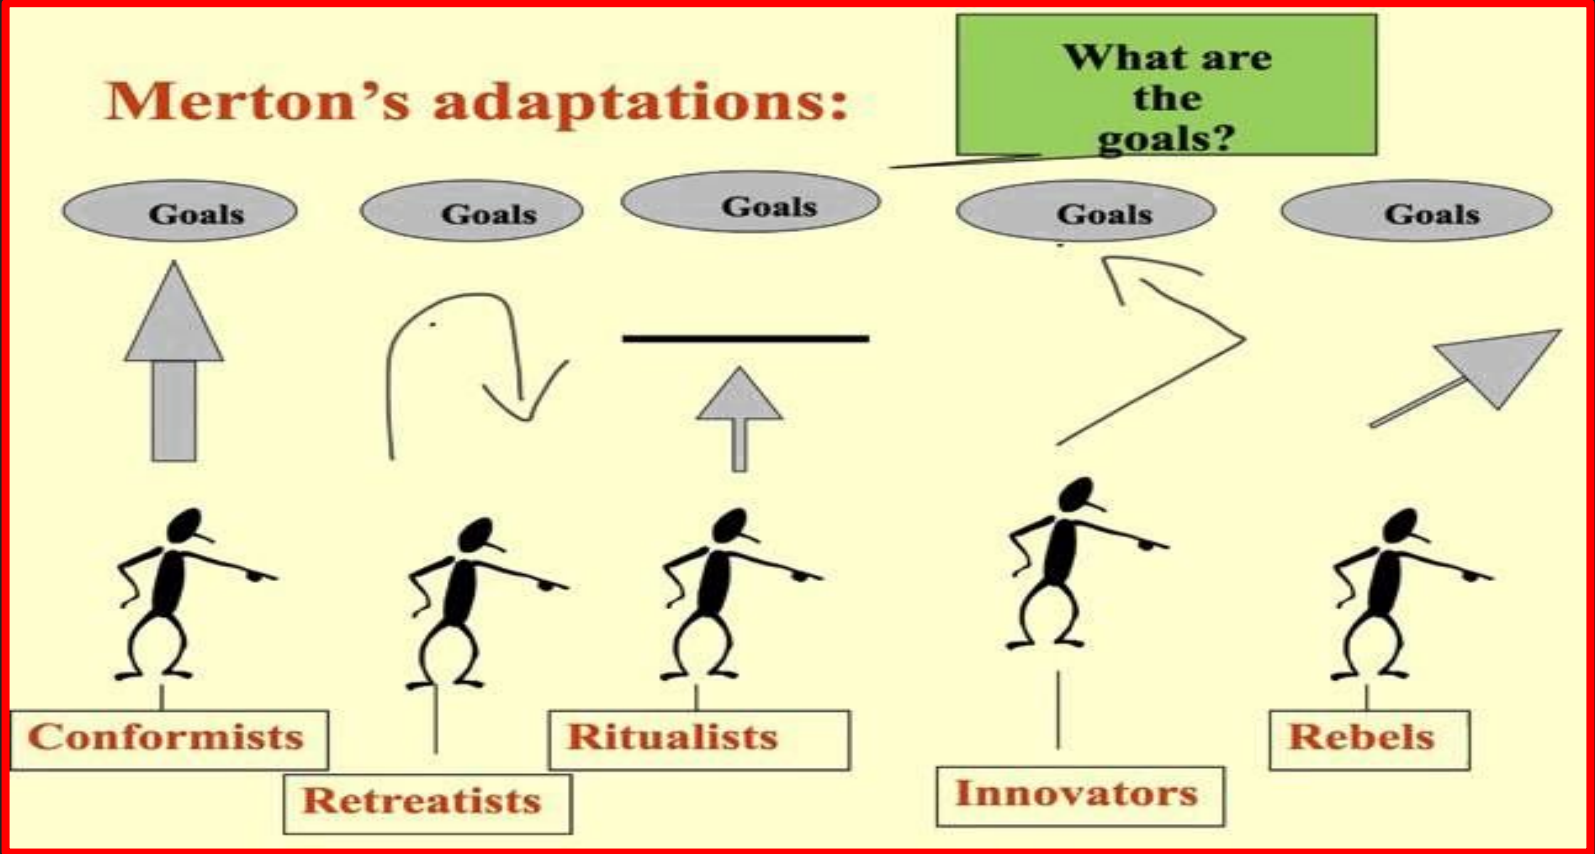 Merton’s adaptations:
What are
the
goals?
Goals
Goals
Goals
Goals
Goals
Conformists
Retreatists
Ritualists
Innovators
Rebels